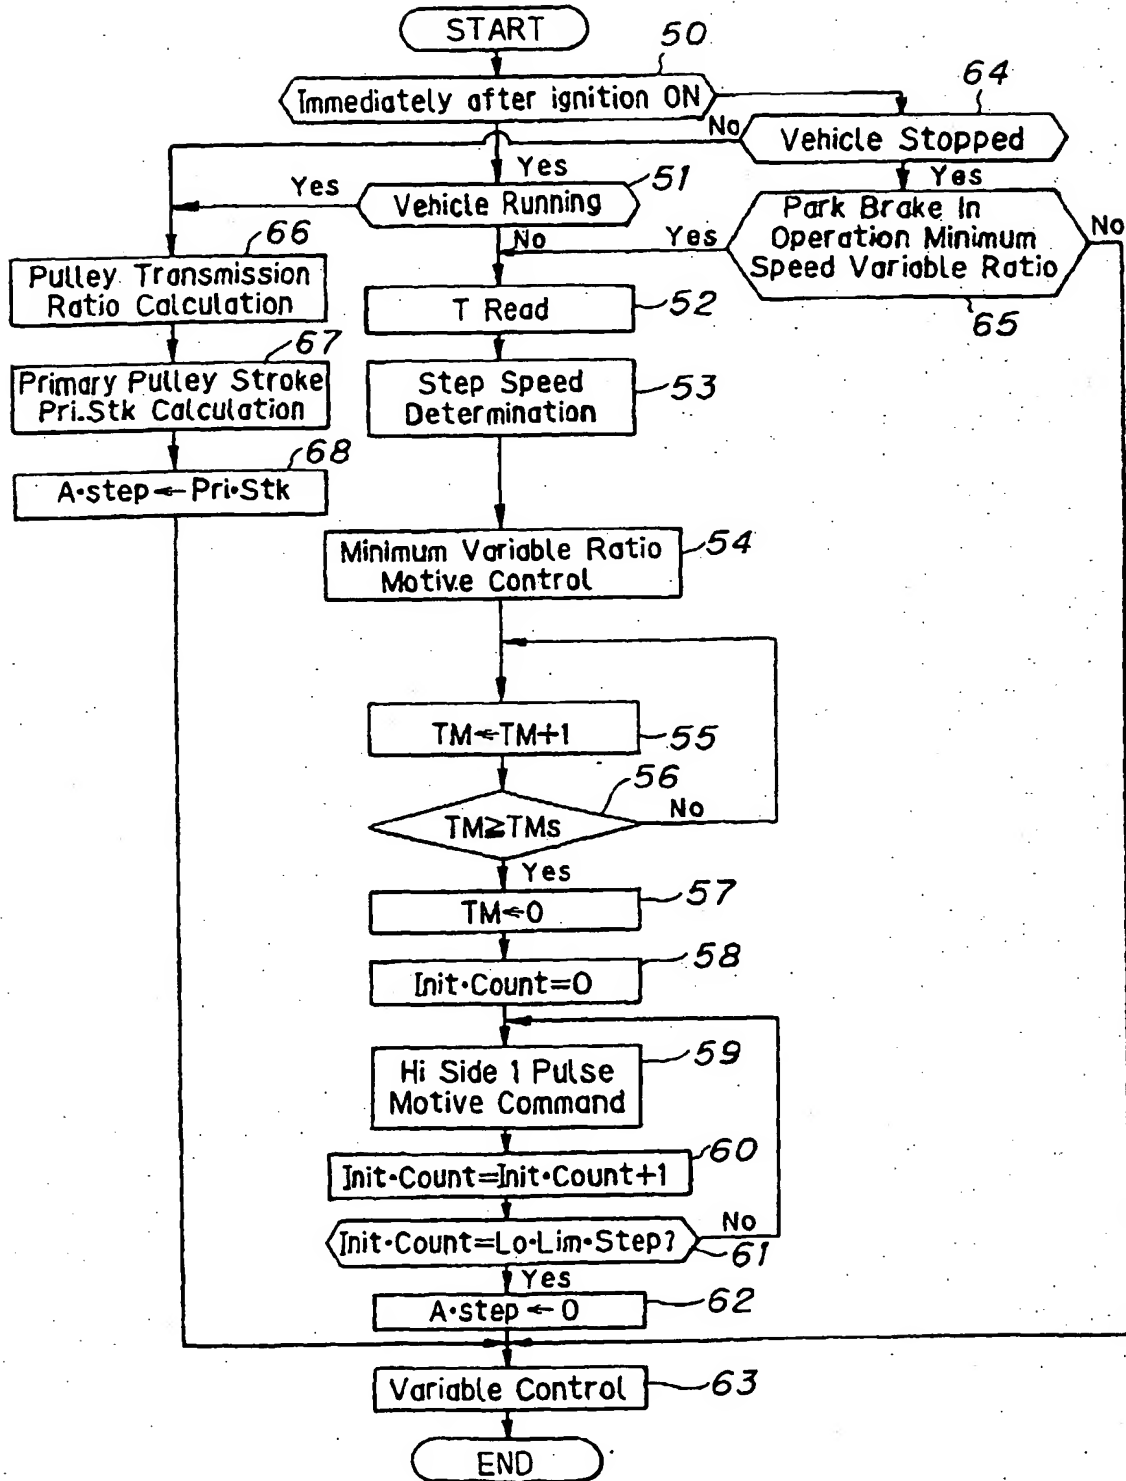 START
50
Immediately after ignition ON
64
No
Vehicle Stopped
Yes
Yes
51
Vehicle Running
Yes
Park Brake In
Operation Minimum
Speed Variable Ratio
No
65
No
66
Pulley Transmission
Ratio Calculation
T Read
52
67
Primary Pulley Stroke
Pri.Stk Calculation
Step Speed
Determination
53
68
A·step←Pri·Stk
Minimum Variable Ratio
Motive Control
54
TM←TM+1
55
56
TM≧TMs
No
Yes
TM←0
57
Init·Count=0
58
Hi Side 1 Pulse
Motive Command
59
60
Init·Count=Init·Count+1
Init·Count=Lo·Lim·Step?
No
61
Yes
A·step←0
62
Variable Control
63
END